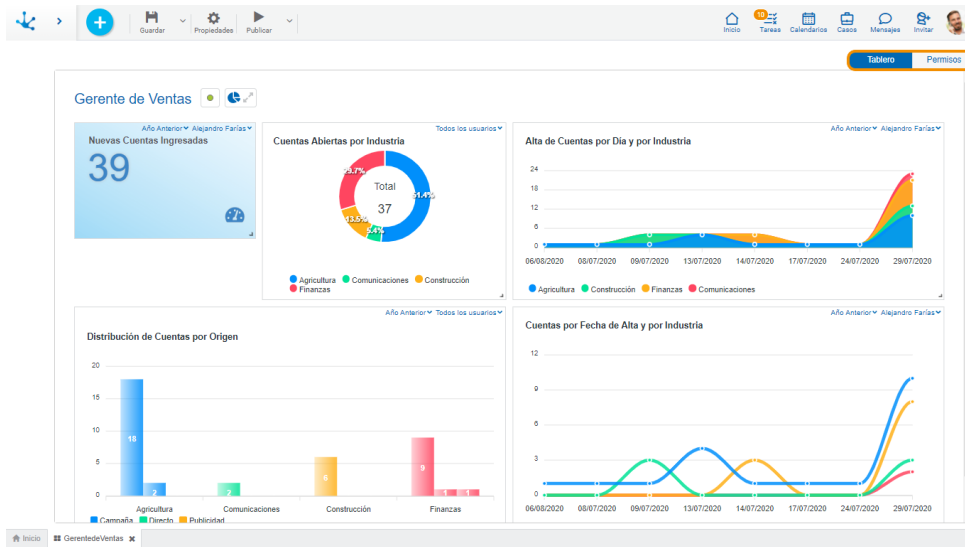 Guardar
Propiedades
Publicar
Inicio
10
Tareas
Calendarios
Casos
Mensajes
Invitar
Tablero
Permisos
Gerente de Ventas
Año Anterior Alejandro Farías
Nuevas Cuentas Ingresadas
39
Todos los usuarios
Cuentas Abiertas por Industria
29.7%
51.4%
13.5%
5.4%
Total
37
Agricultura Comunicaciones Construcción
Finanzas
Año Anterior Alejandro Farías
Alta de Cuentas por Día y por Industria
24
18
12
6
0
06/08/2020 08/07/2020 09/07/2020 13/07/2020 14/07/2020 17/07/2020 24/07/2020 29/07/2020
Agricultura Construcción Finanzas Comunicaciones
Año Anterior Todos los usuarios
Distribución de Cuentas por Origen
20
15
10
5
0
18
2
2
6
9
1
1
Agricultura Comunicaciones Construcción Finanzas
Campaña Directo Publicidad
Año Anterior Alejandro Farías
Cuentas por Fecha de Alta y por Industria
12
9
6
3
0
06/08/2020 08/07/2020 09/07/2020 13/07/2020 14/07/2020 17/07/2020 24/07/2020 29/07/2020
Inicio
GerentedeVentas